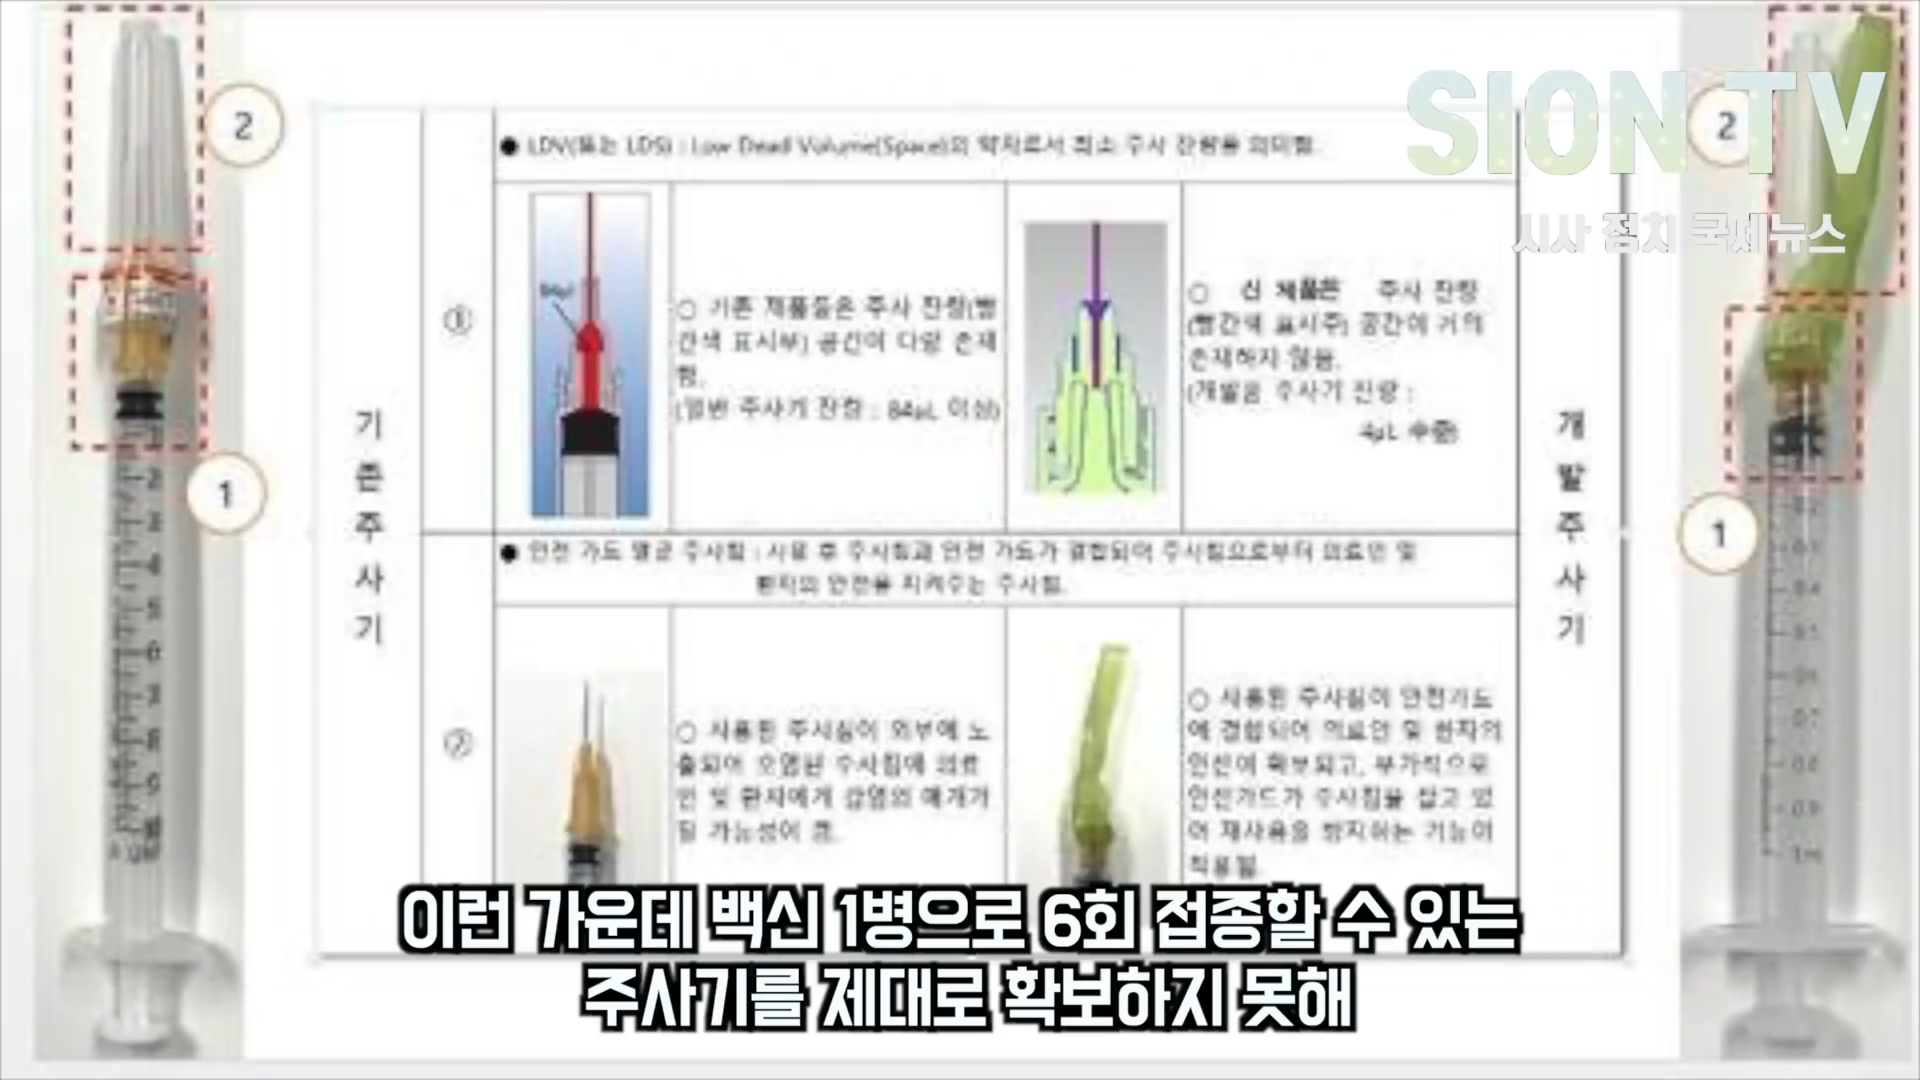 SION TV
시사 정치 국제뉴스
2
1
2
1
기존주사기
개발주사기
①
● LDV(또는 LDS) : Low Dead Volume(Space)의 약자로서 최소 주사 잔량을 의미함.
84μl
○ 기존 제품들은 주사 잔량(빨
간색 표시부) 공간이 다량 존재
함.
(일반 주사기 잔량 : 84μL 이상)
○ 신 제품은 주사 잔량
(빨간색 표시주) 공간이 거의
존재하지 않음.
(개발품 주사기 잔량 :
4μL 수준)
②
● 안전 가드 멸균 주사침 : 사용 후 주사침과 안전 가드가 결합되어 주사침으로부터 의료인 및
환자의 안전을 지켜주는 주사침.
○ 사용된 주사침이 외부에 노
출되어 오염된 주사침에 의료
인 및 환자에게 감염의 매개가
될 가능성이 큼.
○ 사용된 주사침이 안전가드
에 결합되어 의료인 및 환자의
안전이 확보되고, 부가적으로
안전가드가 주사침을 잡고 있
어 재사용을 방지하는 기능이
적용됨.
이런 가운데 백신 1병으로 6회 접종할 수 있는
주사기를 제대로 확보하지 못해